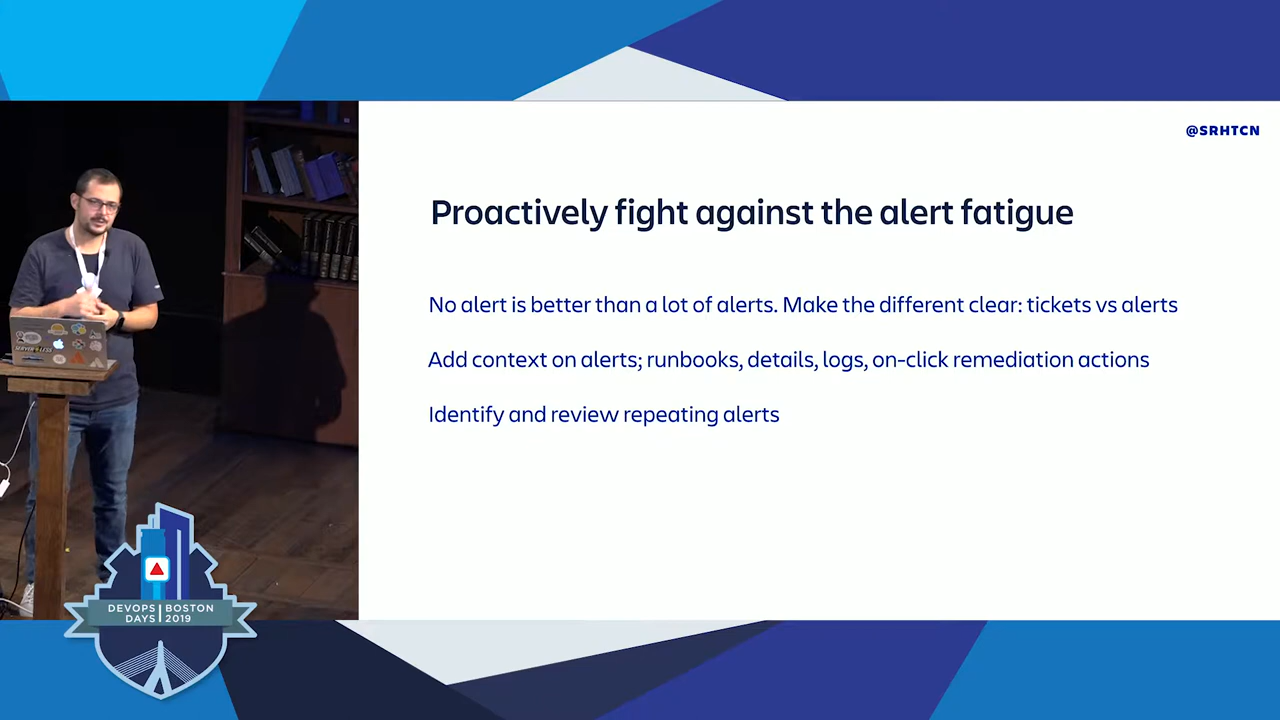 @SRHTCN
Proactively fight against the alert fatigue
No alert is better than a lot of alerts. Make the different clear: tickets vs alerts
Add context on alerts; runbooks, details, logs, on-click remediation actions
Identify and review repeating alerts
SERVERLESS
DEVOPS BOSTON
DAYS 2019